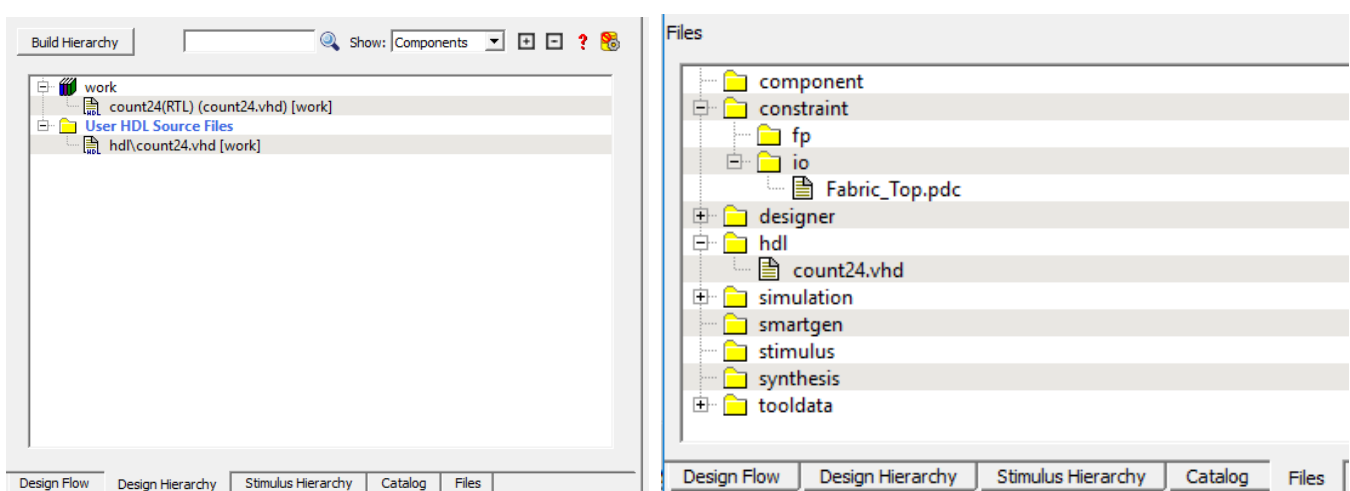 Build Hierarchy Show: Components
work
count24(RTL) (count24.vhd) [work]
User HDL Source Files
hdl\count24.vhd [work]
Design Flow Design Hierarchy Stimulus Hierarchy Catalog Files
Files
component
constraint
fp
io
Fabric_Top.pdc
designer
hdl
count24.vhd
simulation
smartgen
stimulus
synthesis
tooldata
Design Flow Design Hierarchy Stimulus Hierarchy Catalog Files